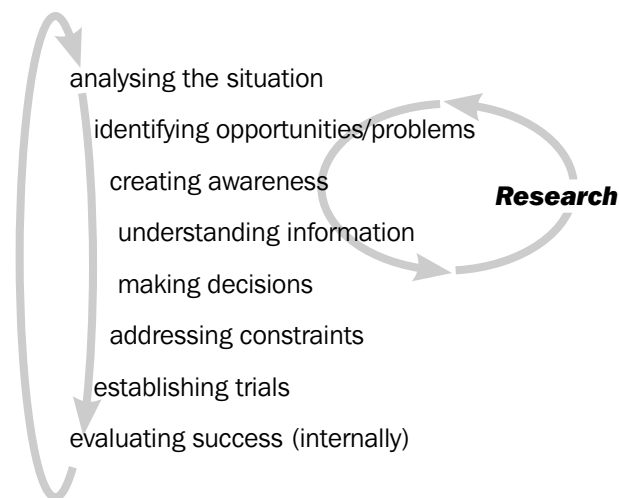 analysing the situation
identifying opportunities/problems
creating awareness
Research
understanding information
making decisions
addressing constraints
establishing trials
evaluating success (internally)